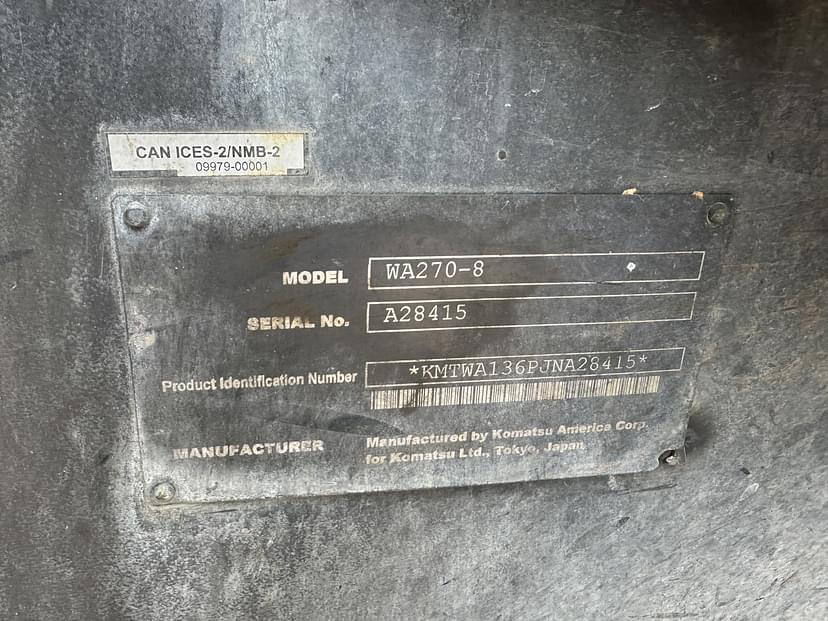 CAN ICES-2/NMB-2
09979-00001
MODEL WA270-8
SERIAL No. A28415
Product Identification Number *KMTWA136PJNA28415*
MANUFACTURER Manufactured by Komatsu America Corp.
for Komatsu Ltd., Tokyo, Japan